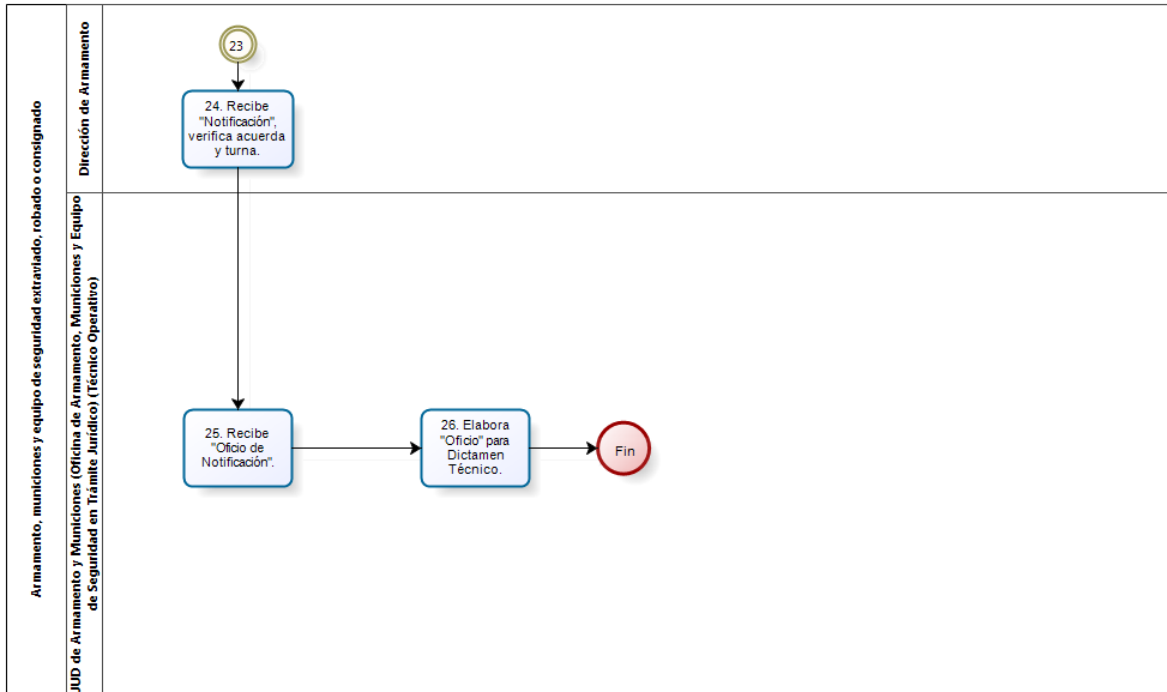 Armamento, municiones y equipo de seguridad extraviado, robado o consignado
Dirección de Armamento
23
24. Recibe
"Notificación",
verifica acuerda
y turna.
JUD de Armamento y Municiones (Oficina de Armamento, Municiones y Equipo
de Seguridad en Trámite Jurídico) (Técnico Operativo)
25. Recibe
"Oficio de
Notificación".
26. Elabora
"Oficio" para
Dictamen
Técnico.
Fin